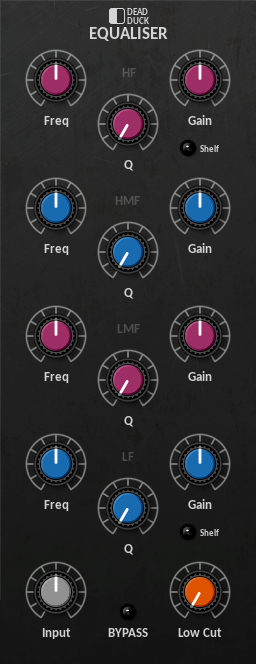 DEAD
DUCK
EQUALISER
HF
Freq
Gain
Q
Shelf
HMF
Freq
Gain
Q
LMF
Freq
Gain
Q
LF
Freq
Gain
Q
Shelf
Input
BYPASS
Low Cut